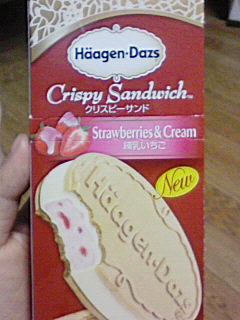 Häagen-Dazs
Crispy Sandwich™
クリスピーサンド
Strawberries & Cream
練乳いちご
New
Häagen-Dazs